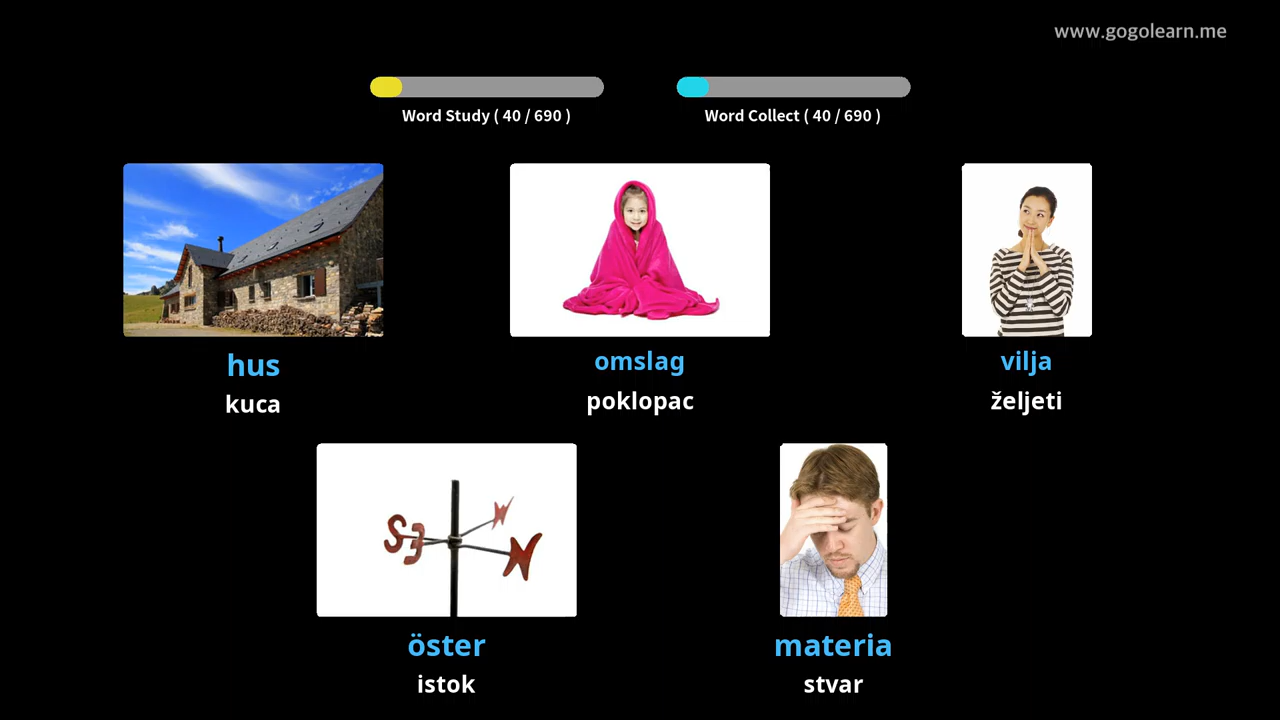 www.gogolearn.me
Word Study ( 40 / 690 )
Word Collect ( 40 / 690 )
hus
kuca
omslag
poklopac
vilja
željeti
S E N
öster
istok
materia
stvar